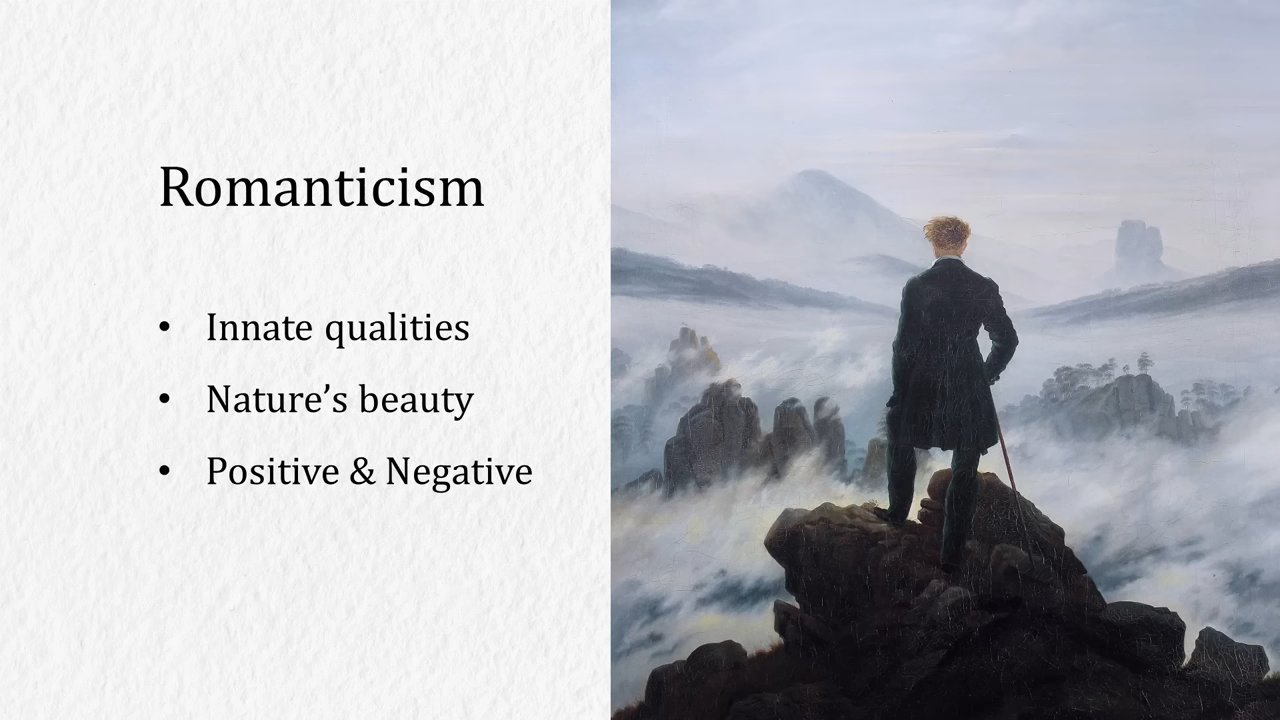 Romanticism
• Innate qualities
• Nature’s beauty
• Positive & Negative